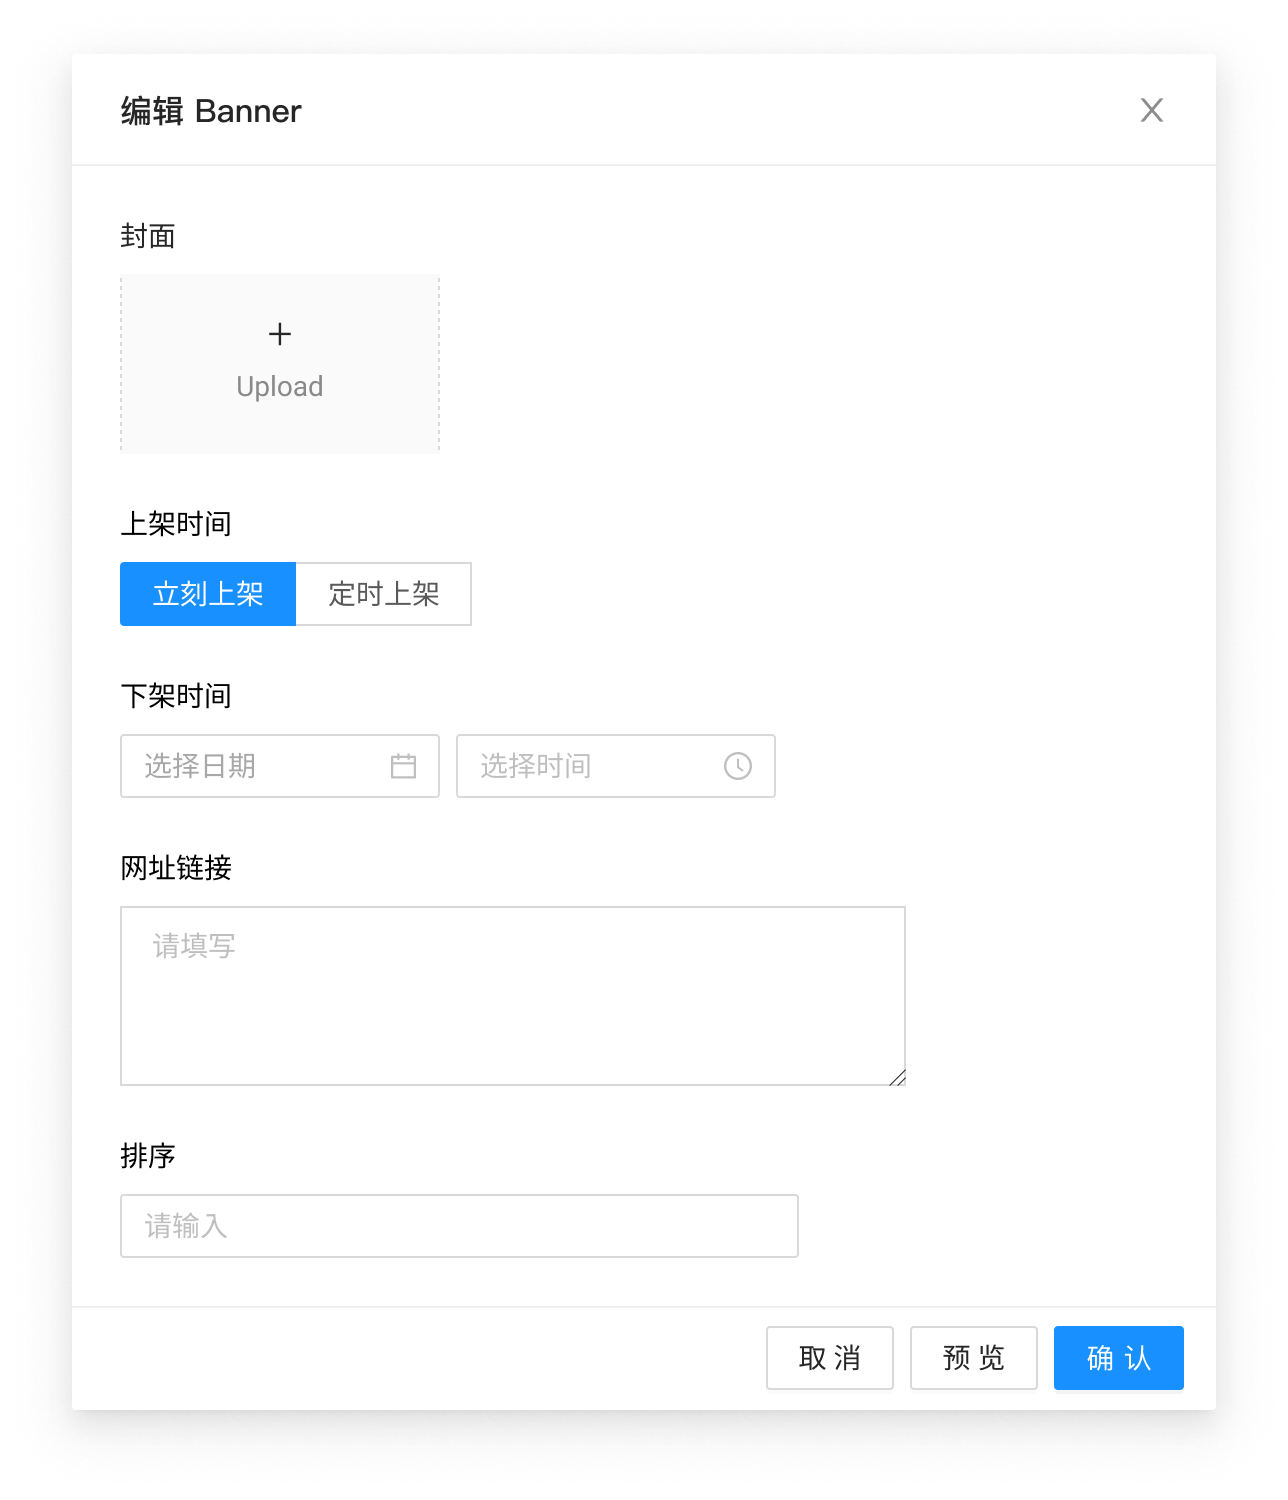 编辑 Banner
封面
Upload
上架时间
立刻上架 定时上架
下架时间
选择日期 选择时间
网址链接
请填写
排序
请输入
取 消 预 览 确 认